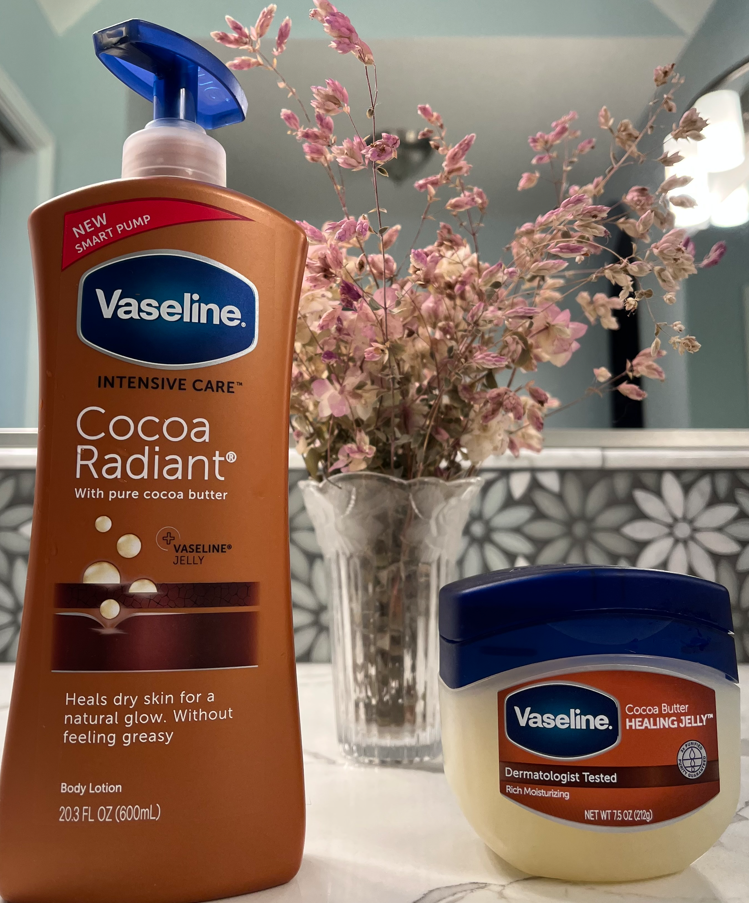 NEW
SMART PUMP
Vaseline.
INTENSIVE CARE™
Cocoa
Radiant®
With pure cocoa butter
VASELINE®
JELLY
Heals dry skin for a
natural glow. Without
feeling greasy
Body Lotion
20.3 FL OZ (600mL)
Vaseline.
Cocoa Butter
HEALING JELLY™
Dermatologist Tested
Rich Moisturizing
NET WT 7.5 OZ (212g)